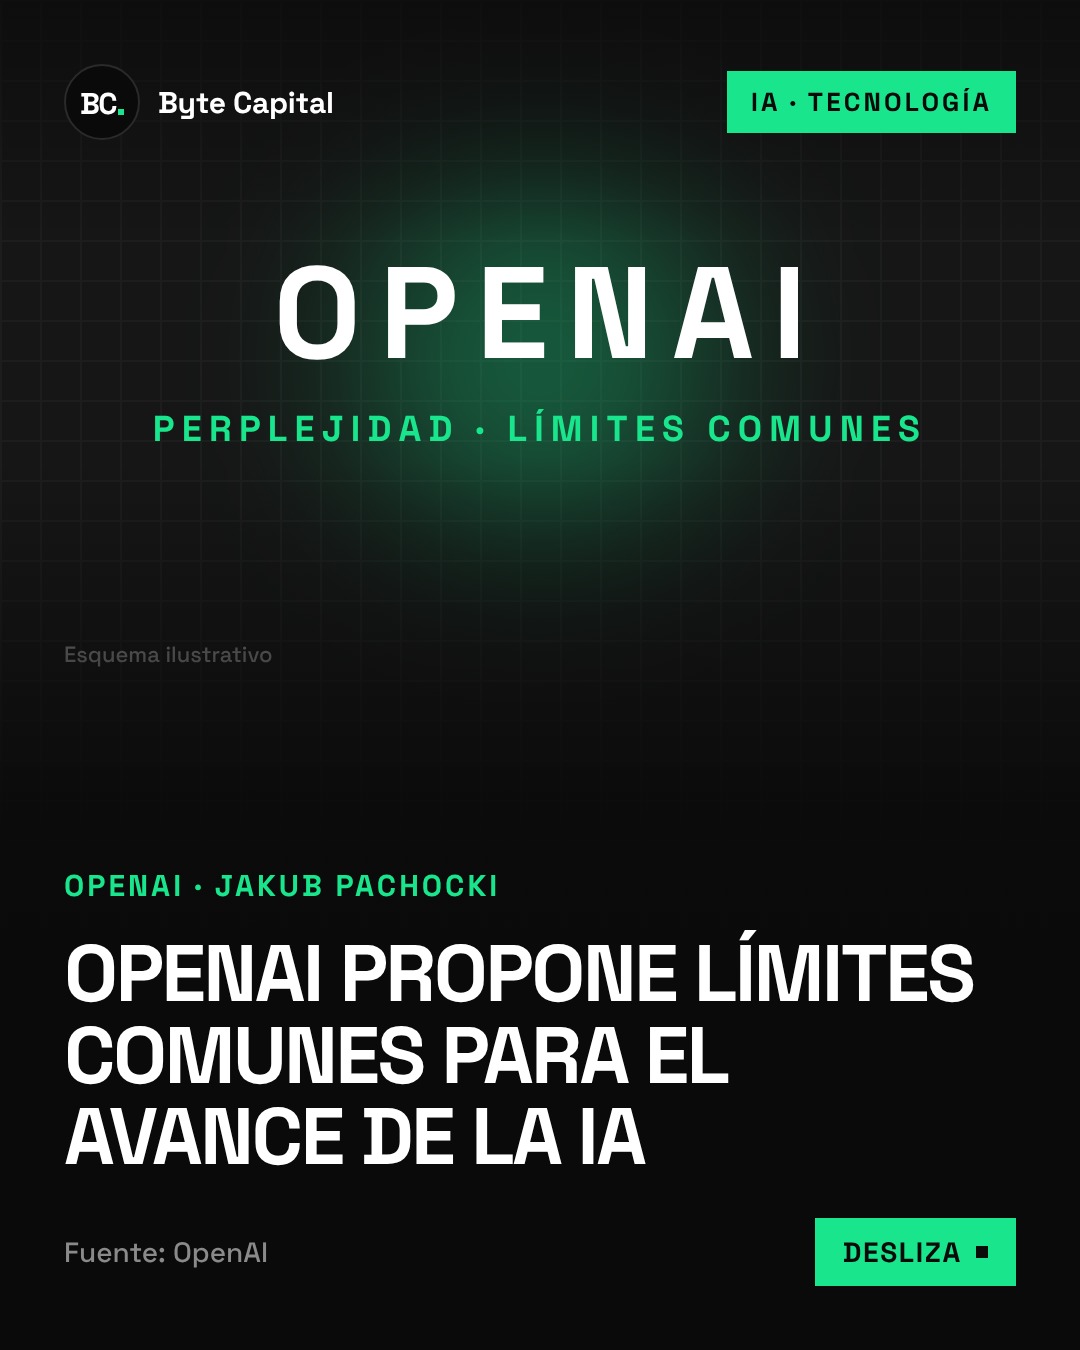 BC.
Byte Capital
IA · TECNOLOGÍA
OPENAI
PERPLEJIDAD · LÍMITES COMUNES
Esquema ilustrativo
OPENAI · JAKUB PACHOCKI
OPENAI PROPONE LÍMITES
COMUNES PARA EL
AVANCE DE LA IA
Fuente: OpenAI
DESLIZA